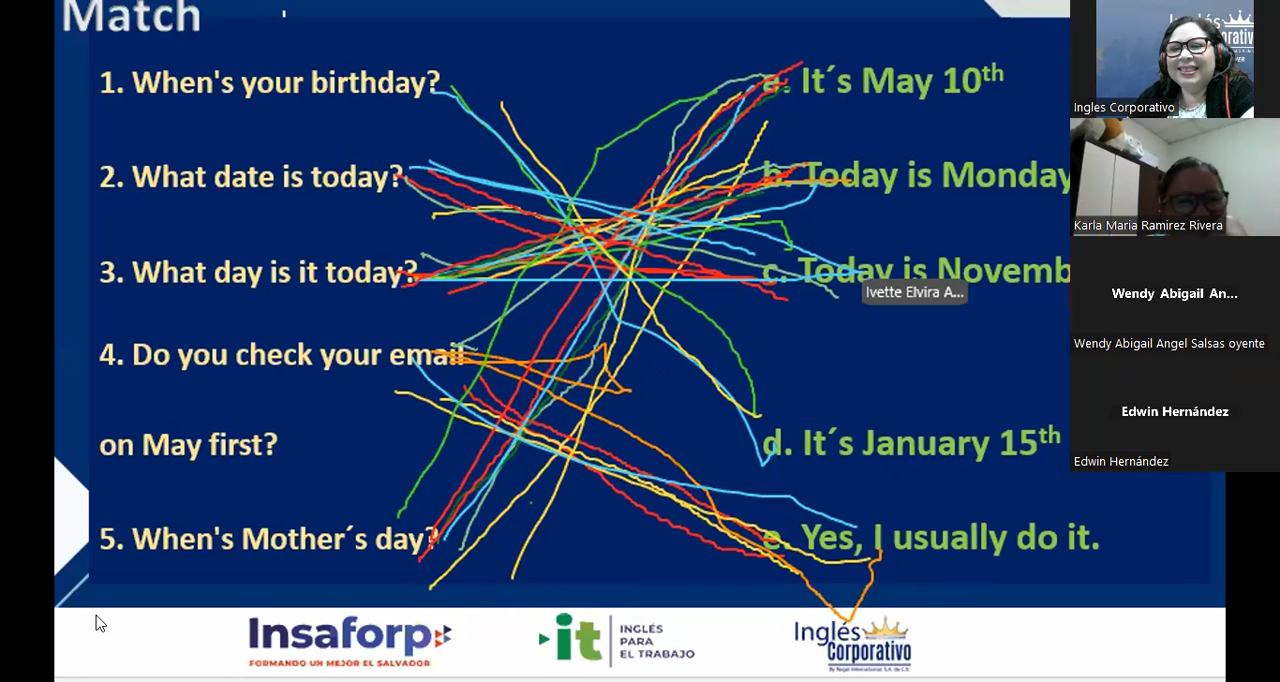 Match
1. When's your birthday?
a. It´s May 10th
2. What date is today?
b. Today is Monday
3. What day is it today?
c. Today is Novemb
Ivette Elvira A...
4. Do you check your email
on May first?
d. It´s January 15th
5. When's Mother´s day?
e. Yes, I usually do it.
Insaforp
FORMANDO UN MEJOR EL SALVADOR
it
INGLÉS
PARA
EL TRABAJO
Inglés
Corporativo
Ingles Corporativo
Karla Maria Ramirez Rivera
Wendy Abigail An...
Wendy Abigail Angel Salsas oyente
Edwin Hernández
Edwin Hernández